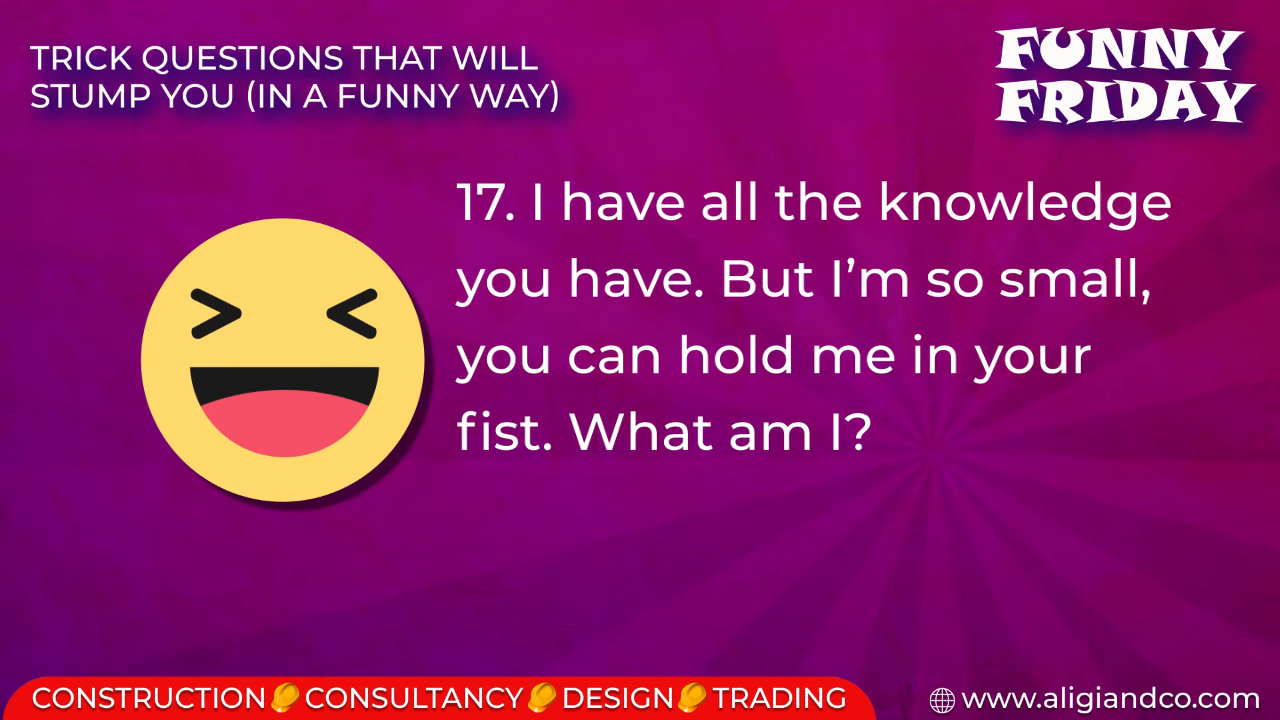 TRICK QUESTIONS THAT WILL
STUMP YOU (IN A FUNNY WAY)
FUNNY
FRIDAY
17. I have all the knowledge
you have. But I’m so small,
you can hold me in your
fist. What am I?
CONSTRUCTION CONSULTANCY DESIGN TRADING
www.aligiandco.com